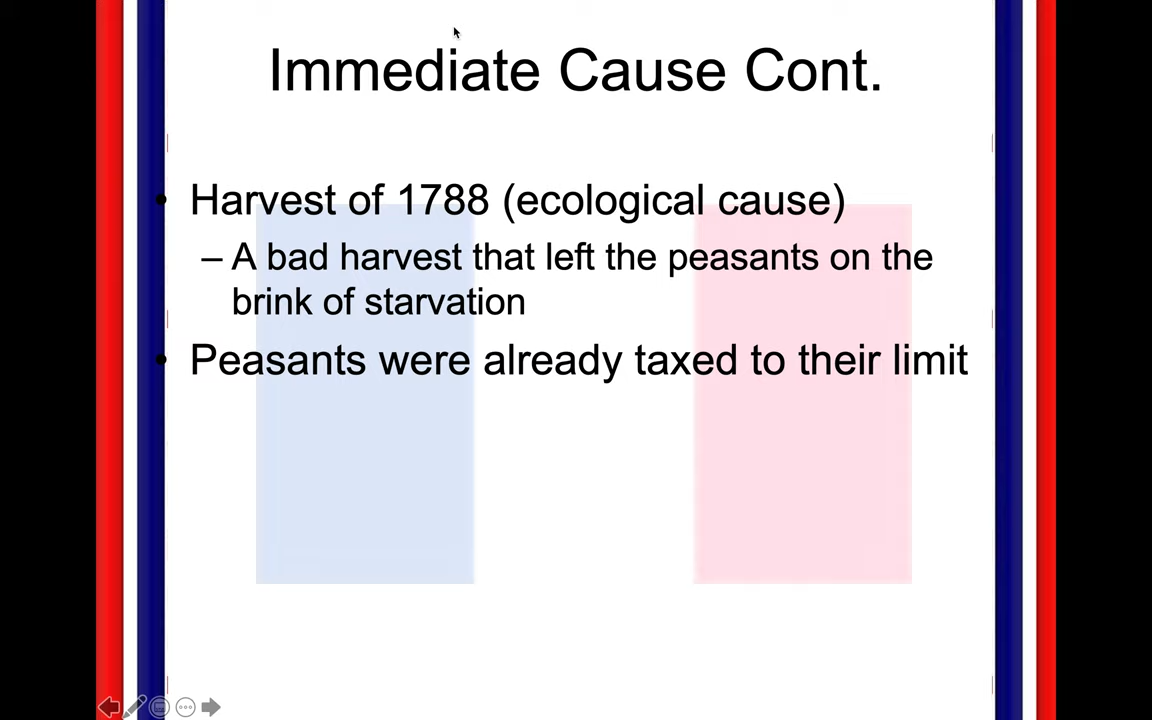 Immediate Cause Cont.
• Harvest of 1788 (ecological cause)
– A bad harvest that left the peasants on the
brink of starvation
• Peasants were already taxed to their limit